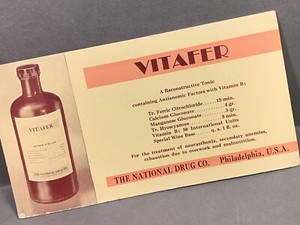 VITAFER
A Reconstructive Tonic
containing Antianemic Factors with Vitamin B1
Tr. Ferric Citrochloride 15 min.
Calcium Gluconate 4 gr.
Manganese Gluconate 3 gr.
Tr. Hyoscyamus 5 min.
Vitamin B1 50 International Units
Special Wine Base q. s. 1 fl. oz.
For the treatment of neurasthenia, secondary anemias,
exhaustion due to overwork and malnutrition.
THE NATIONAL DRUG CO. Philadelphia, U.S.A.
VITAFER